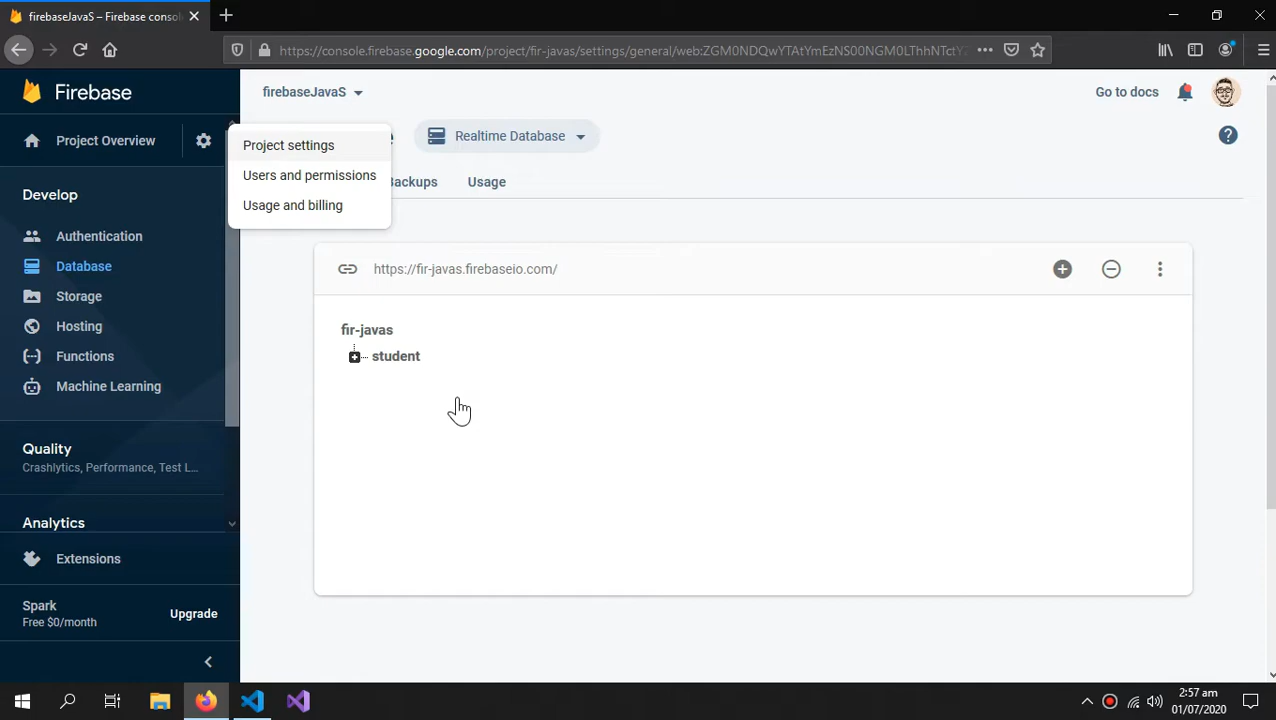 firebaseJavaS – Firebase consol
https://console.firebase.google.com/project/fir-javas/settings/general/web:ZGM0NDQwYTAtYmEzNS00NGM0LThhNTctY
Firebase
firebaseJavaS
Go to docs
Project Overview
Project settings
Users and permissions
Usage and billing
Realtime Database
Backups
Usage
Develop
Authentication
Database
Storage
Hosting
Functions
Machine Learning
https://fir-javas.firebaseio.com/
fir-javas
student
Quality
Crashlytics, Performance, Test L...
Analytics
Extensions
Spark
Free $0/month
Upgrade
2:57 am
01/07/2020